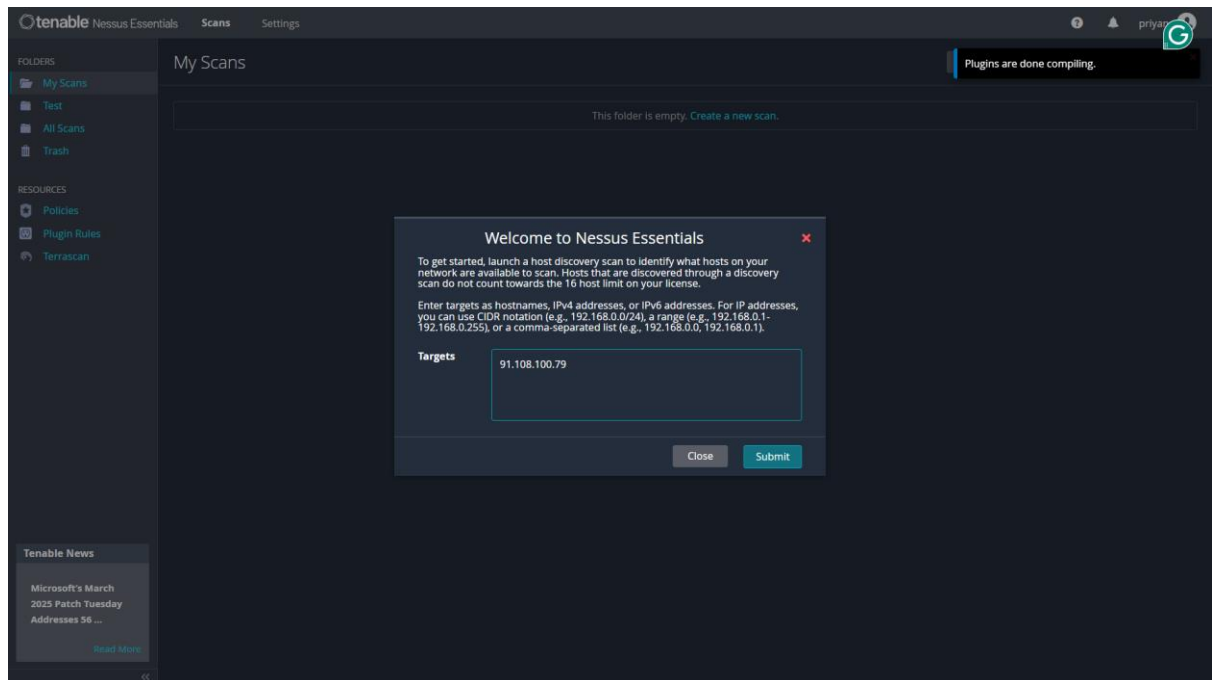 tenable Nessus Essentials Scans Settings
FOLDERS
My Scans
Test
All Scans
Trash
RESOURCES
Policies
Plugin Rules
Terrascan
Tenable News
Microsoft's March
2025 Patch Tuesday
Addresses 56 ...
Read More
My Scans
Plugins are done compiling.
This folder is empty. Create a new scan.
Welcome to Nessus Essentials
To get started, launch a host discovery scan to identify what hosts on your
network are available to scan. Hosts that are discovered through a discovery
scan do not count towards the 16 host limit on your license.
Enter targets as hostnames, IPv4 addresses, or IPv6 addresses. For IP addresses,
you can use CIDR notation (e.g., 192.168.0.0/24), a range (e.g., 192.168.0.1-
192.168.0.255), or a comma-separated list (e.g., 192.168.0.0, 192.168.0.1).
Targets
91.108.100.79
Close Submit